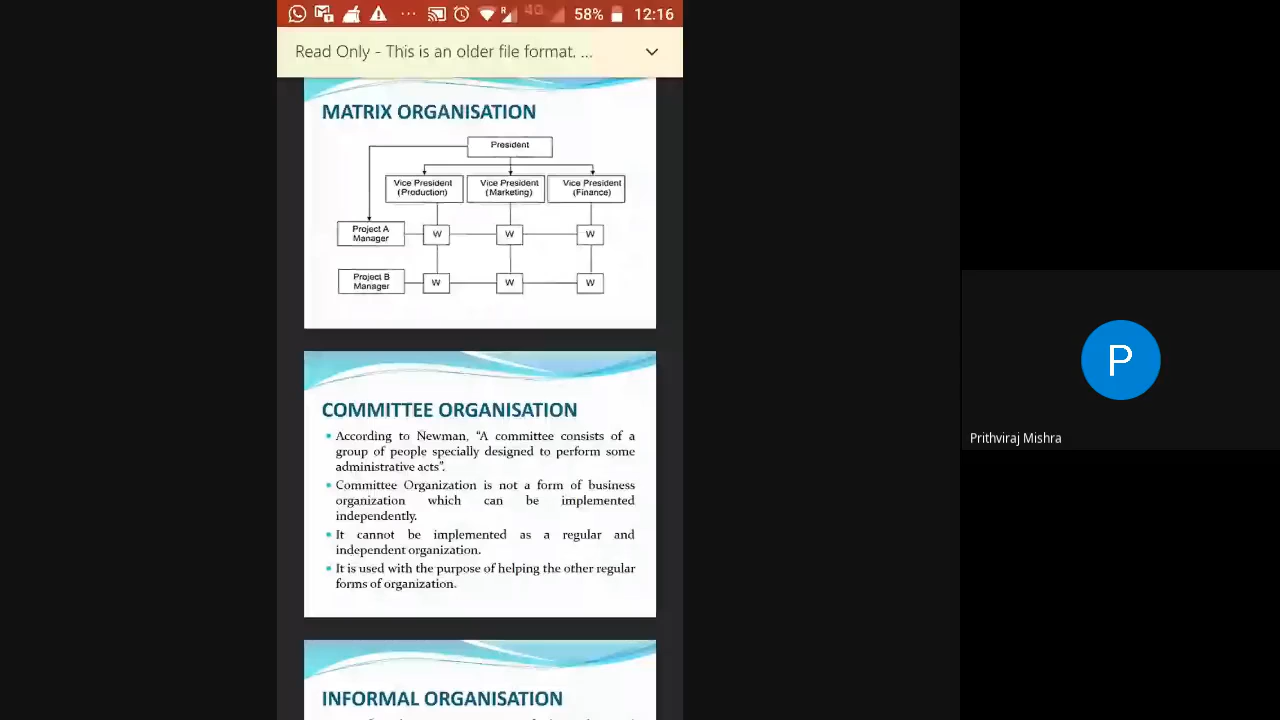 R 4G 58% 12:16
Read Only - This is an older file format. ...
MATRIX ORGANISATION
President
Vice President Vice President Vice President
(Production) (Marketing) (Finance)
Project A
Manager
W W W
Project B
Manager
W W W
COMMITTEE ORGANISATION
• According to Newman, “A committee consists of a
group of people specially designed to perform some
administrative acts”.
• Committee Organization is not a form of business
organization which can be implemented
independently.
• It cannot be implemented as a regular and
independent organization.
• It is used with the purpose of helping the other regular
forms of organization.
INFORMAL ORGANISATION
P
Prithviraj Mishra